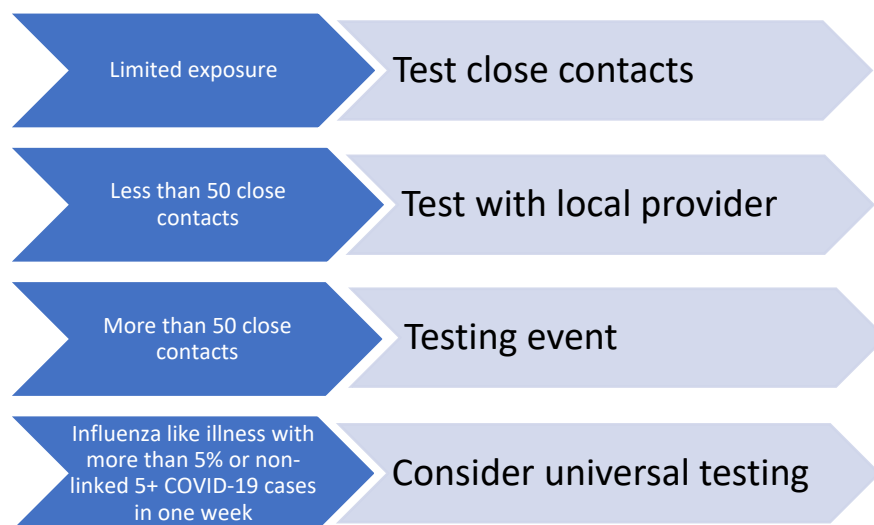 Limited exposure
Test close contacts
Less than 50 close
contacts
Test with local provider
More than 50 close
contacts
Testing event
Influenza like illness with
more than 5% or non-
linked 5+ COVID-19 cases
in one week
Consider universal testing